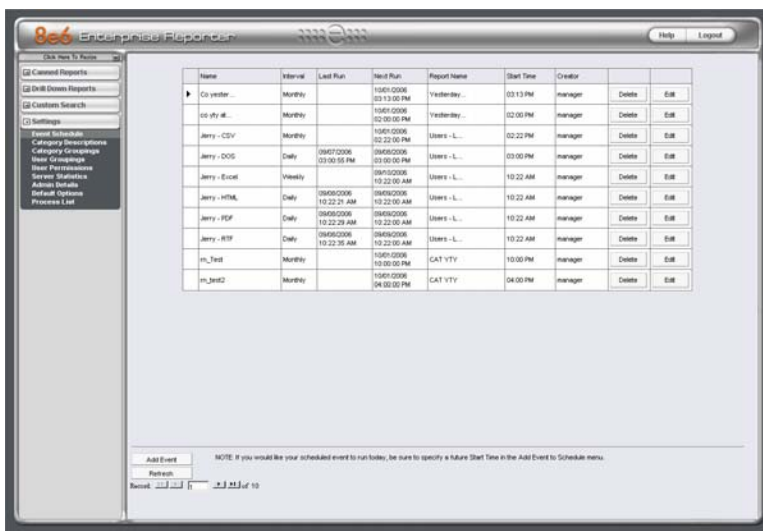 8e6 Enterprise Reporter
Help Logout
Click Here To Resize
Canned Reports
Drill Down Reports
Custom Search
Settings
Event Schedule
Category Descriptions
Category Groupings
User Groupings
User Permissions
Server Statistics
Admin Details
Default Options
Process List
Name Interval Last Run Next Run Report Name Start Time Creator
Co yester... Monthly 10/01/2006 03:13:00 PM Yesterday... 03:13 PM manager Delete Edit
co yty at... Monthly 10/01/2006 02:00:00 PM Yesterday... 02:00 PM manager Delete Edit
Jerry - CSV Monthly 10/01/2006 02:22:00 PM Users - L... 02:22 PM manager Delete Edit
Jerry - DOS Daily 09/07/2006 03:00:55 PM 09/08/2006 03:00:00 PM Users - L... 03:00 PM manager Delete Edit
Jerry - Excel Weekly 09/10/2006 10:22:00 AM Users - L... 10:22 AM manager Delete Edit
Jerry - HTML Daily 09/08/2006 10:22:21 AM 09/09/2006 10:22:00 AM Users - L... 10:22 AM manager Delete Edit
Jerry - PDF Daily 09/08/2006 10:22:29 AM 09/09/2006 10:22:00 AM Users - L... 10:22 AM manager Delete Edit
Jerry - RTF Daily 09/08/2006 10:22:35 AM 09/09/2006 10:22:00 AM Users - L... 10:22 AM manager Delete Edit
rn_Test Monthly 10/01/2006 10:00:00 PM CAT YTY 10:00 PM manager Delete Edit
rn_test2 Monthly 10/01/2006 04:00:00 PM CAT YTY 04:00 PM manager Delete Edit
Add Event
NOTE: If you would like your scheduled event to run today, be sure to specify a future Start Time in the Add Event to Schedule menu.
Refresh
Record: 1 of 10